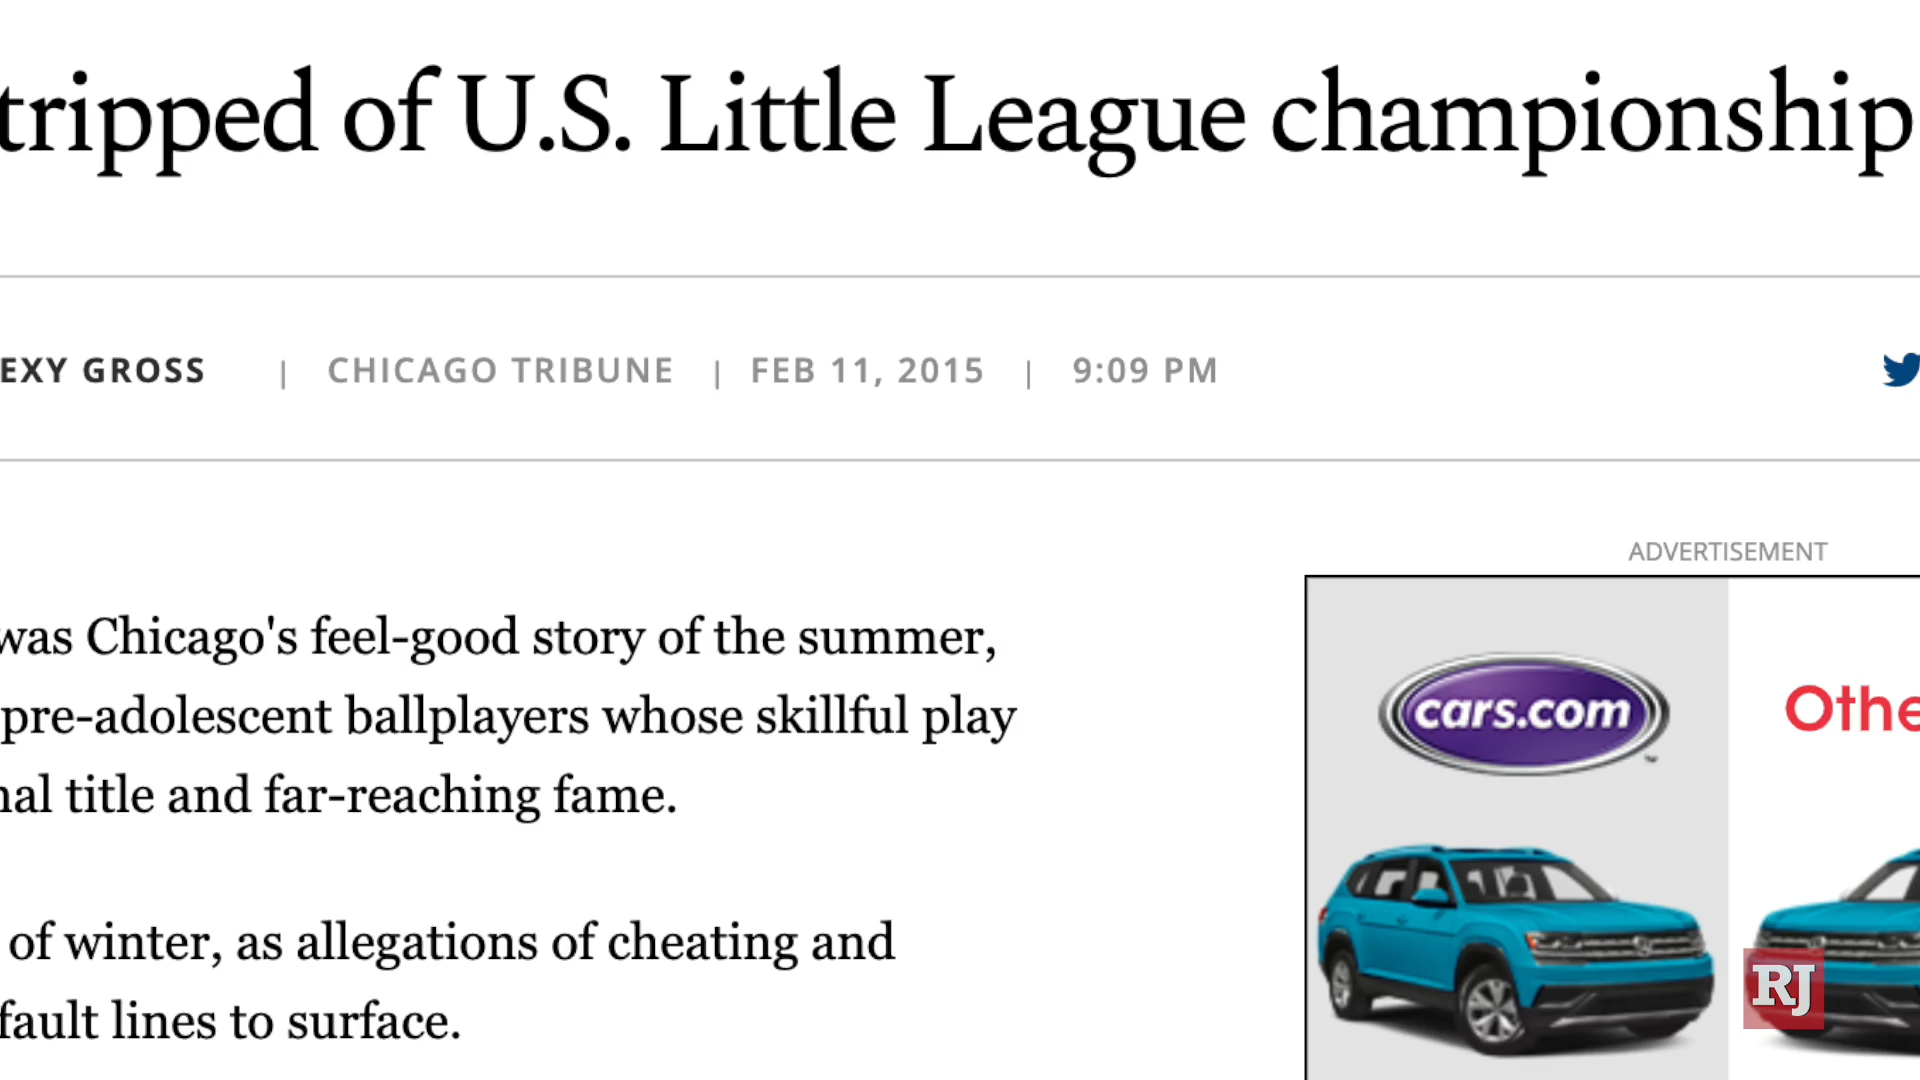 tripped of U.S. Little League championship
EXY GROSS | CHICAGO TRIBUNE | FEB 11, 2015 | 9:09 PM
ADVERTISEMENT
was Chicago's feel-good story of the summer,
pre-adolescent ballplayers whose skillful play
nal title and far-reaching fame.
of winter, as allegations of cheating and
fault lines to surface.
cars.com
Othe
RJ